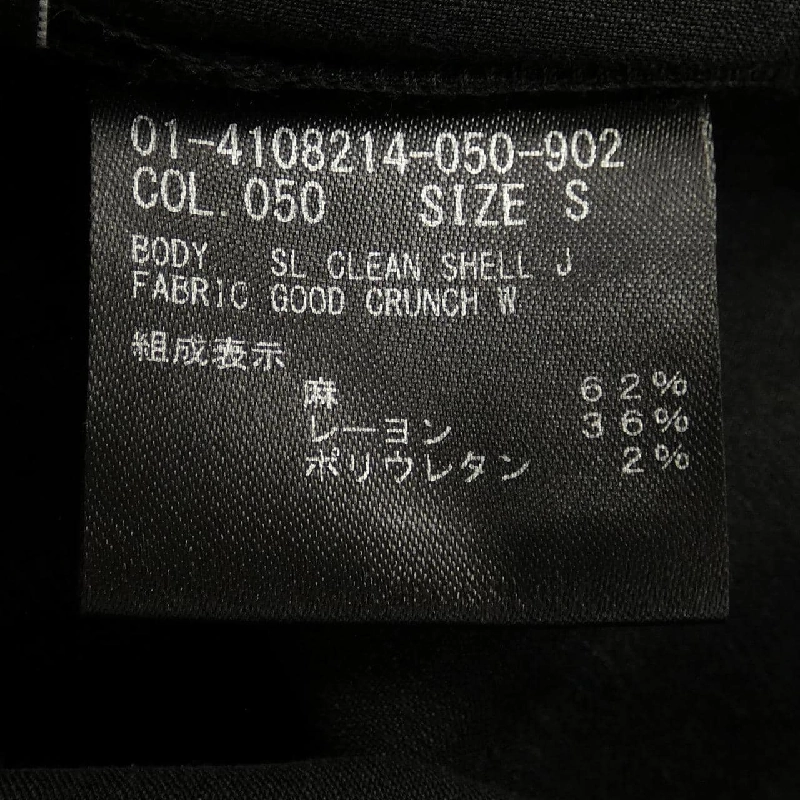 01-4108214-050-902
COL.050 SIZE S
BODY SL CLEAN SHELL J
FABRIC GOOD CRUNCH W
組成表示
麻 62%
レーヨン 36%
ポリウレタン 2%